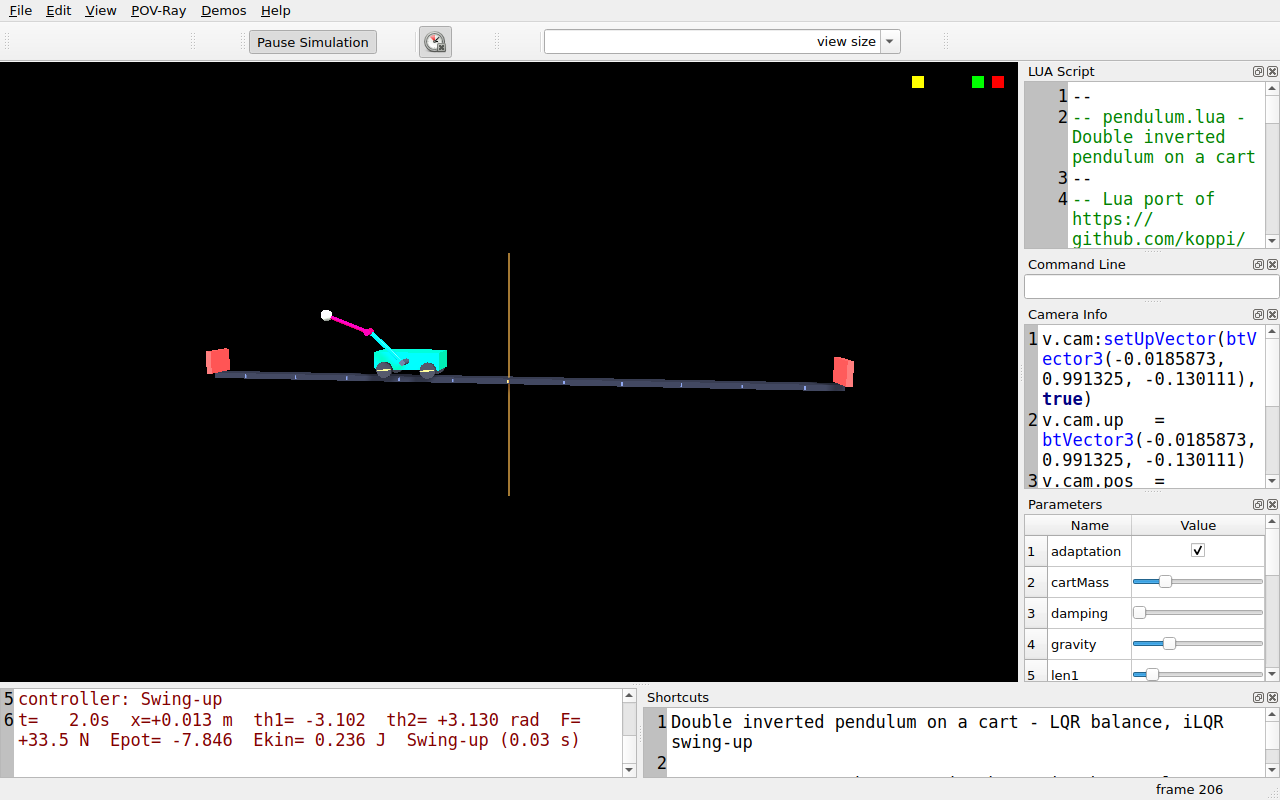 File Edit View POV-Ray Demos Help
Pause Simulation
view size
LUA Script
1 --
2 -- pendulum.lua -
Double inverted
pendulum on a cart
3 --
4 -- Lua port of
https://
github.com/koppi/
Command Line
Camera Info
1 v.cam:setUpVector(btV
ector3(-0.0185873,
0.991325, -0.130111),
true)
2 v.cam.up =
btVector3(-0.0185873,
0.991325, -0.130111)
3 v.cam.pos =
Parameters
Name Value
1 adaptation
2 cartMass
3 damping
4 gravity
5 len1
5 controller: Swing-up
6 t= 2.0s x=+0.013 m th1= -3.102 th2= +3.130 rad F=
+33.5 N Epot= -7.846 Ekin= 0.236 J Swing-up (0.03 s)
Shortcuts
1 Double inverted pendulum on a cart - LQR balance, iLQR
swing-up
2
frame 206